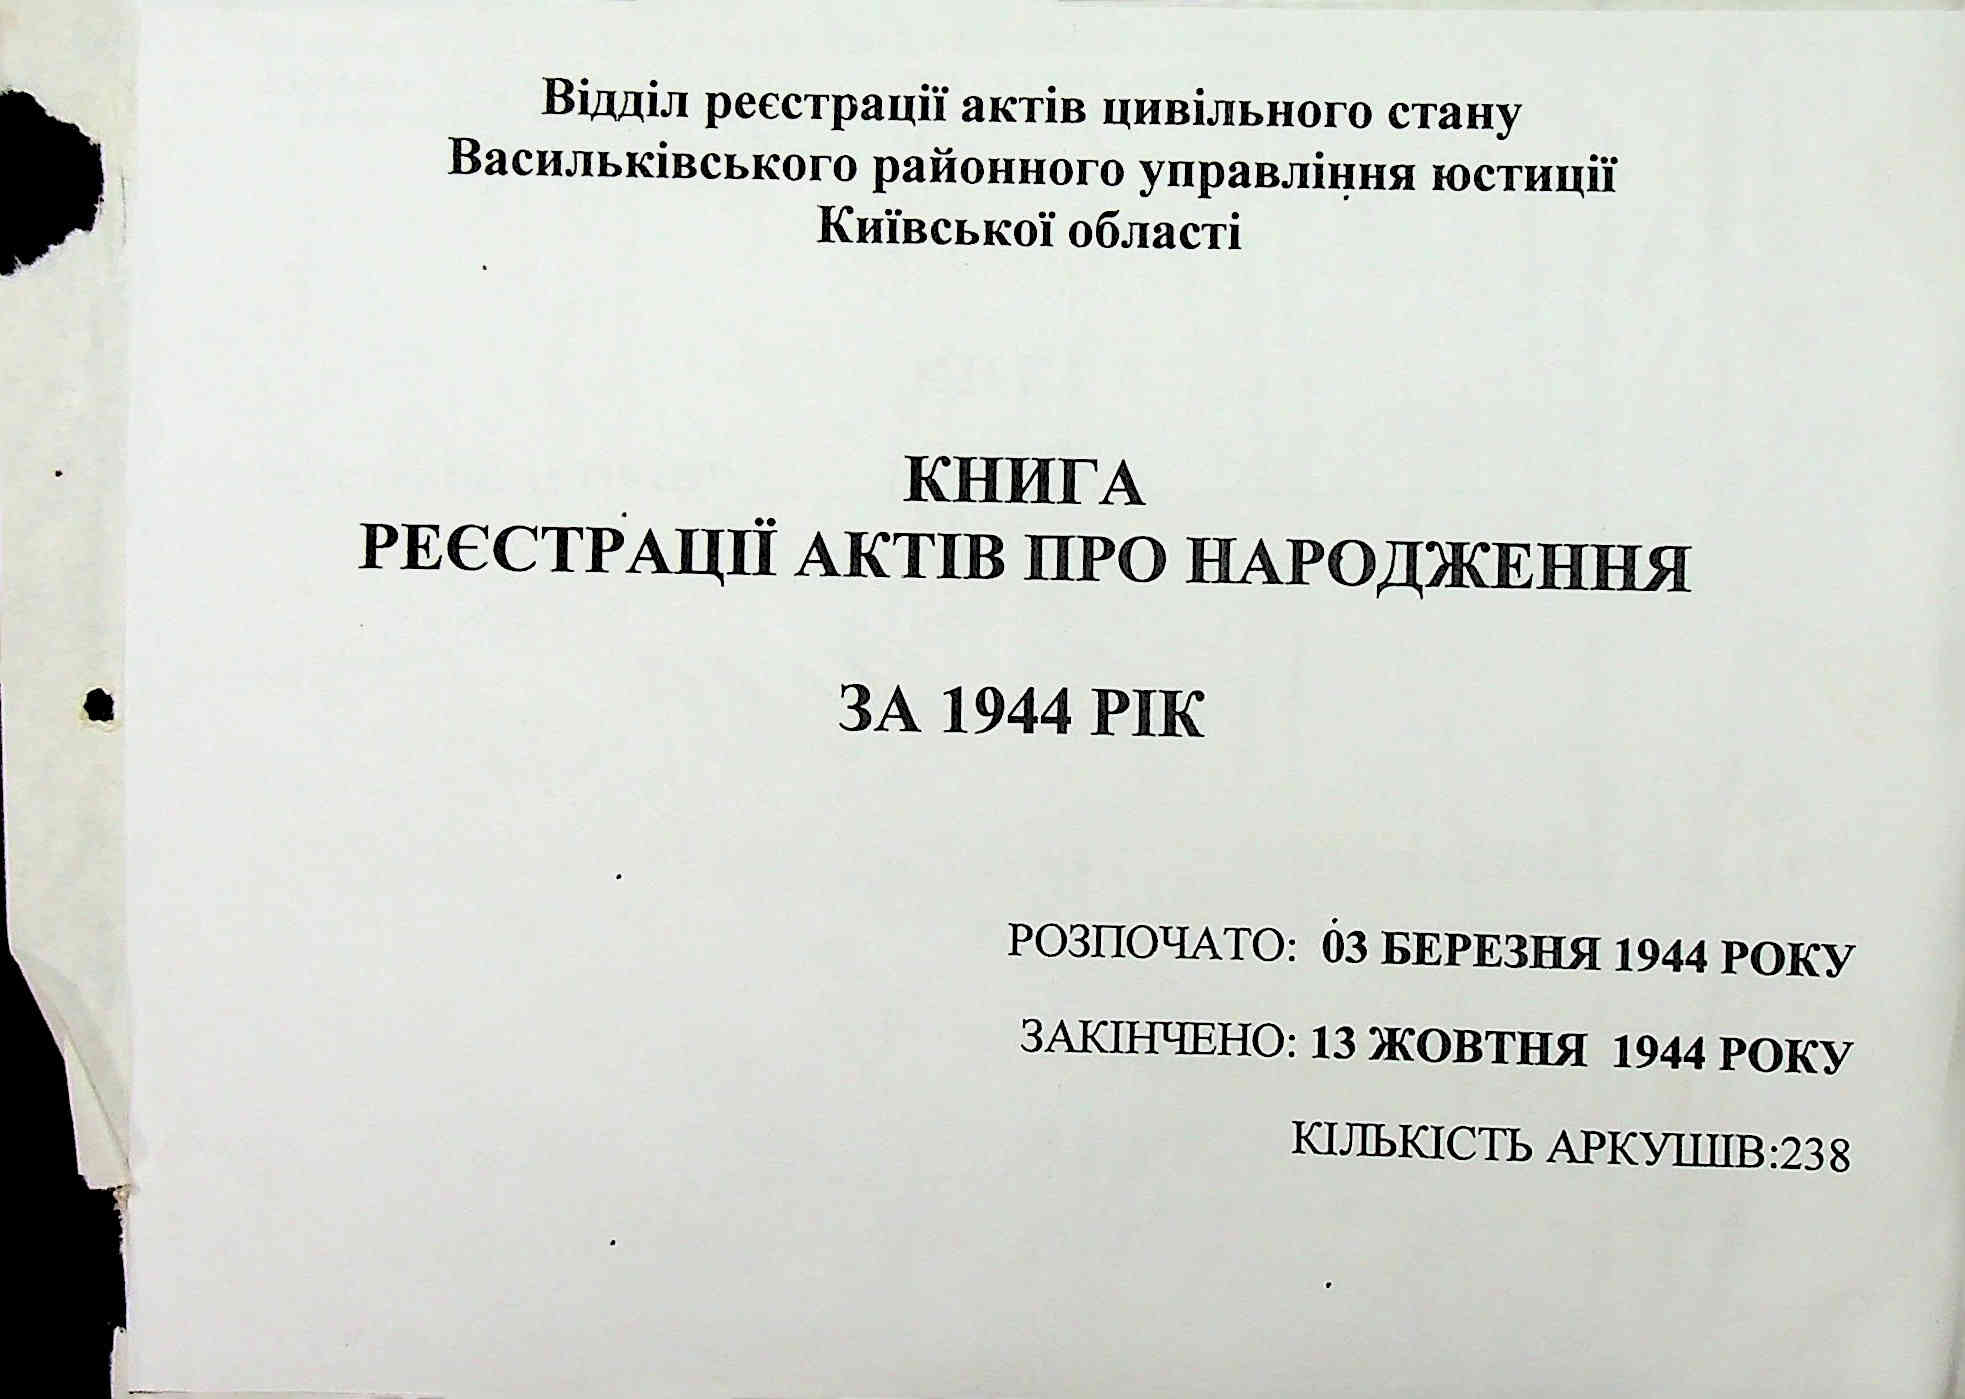 Відділ реєстрації актів цивільного стану
Васильківського районного управління юстиції
Київської області
КНИГА
РЕЄСТРАЦІЇ АКТІВ ПРО НАРОДЖЕННЯ
ЗА 1944 РІК
РОЗПОЧАТО: 03 БЕРЕЗНЯ 1944 РОКУ
ЗАКІНЧЕНО: 13 ЖОВТНЯ 1944 РОКУ
КІЛЬКІСТЬ АРКУШІВ:238